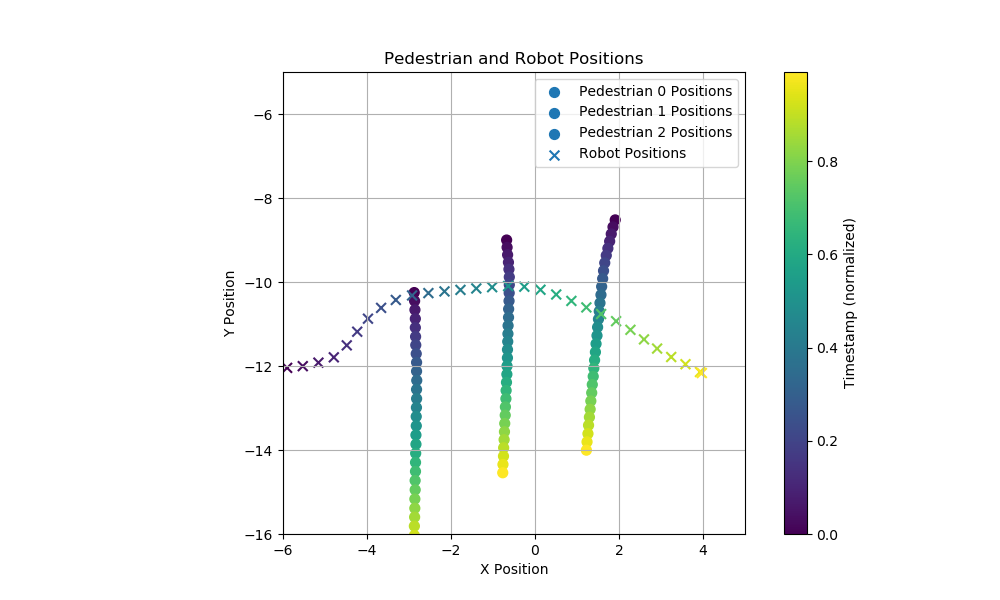 Pedestrian and Robot Positions
Pedestrian 0 Positions
Pedestrian 1 Positions
Pedestrian 2 Positions
Robot Positions
Y Position
−6
−8
−10
−12
−14
−16
−6
−4
−2
0
2
4
X Position
0.8
0.6
0.4
0.2
0.0
Timestamp (normalized)